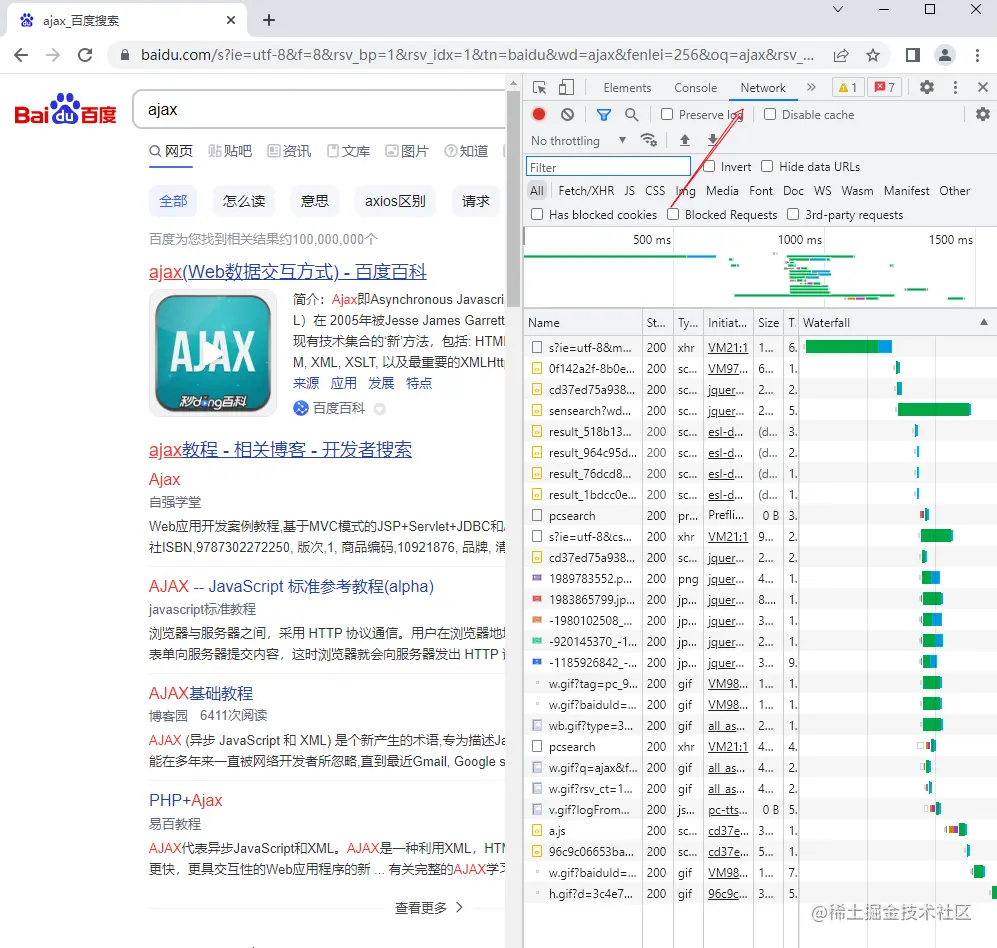 ajax_百度搜索
baidu.com/s?ie=utf-8&f=8&rsv_bp=1&rsv_idx=1&tn=baidu&wd=ajax&fenlei=256&oq=ajax&rsv_...
Bai du 百度
ajax
网页 贴吧 资讯 文库 图片 知道
全部 怎么读 意思 axios区别 请求
百度为您找到相关结果约100,000,000个
ajax(Web数据交互方式) - 百度百科
简介：Ajax即Asynchronous Javascri
L）在 2005年被Jesse James Garrett
现有技术集合的'新'方法，包括: HTM
M, XML, XSLT, 以及最重要的XMLHtt
来源 应用 发展 特点
AJAX
秒ding百科
百度百科
ajax教程 - 相关博客 - 开发者搜索
Ajax
自强学堂
Web应用开发案例教程,基于MVC模式的JSP+Servlet+JDBC和
社ISBN,9787302272250, 版次,1, 商品编码,10921876, 品牌, 清
AJAX -- JavaScript 标准参考教程(alpha)
javascript标准教程
浏览器与服务器之间，采用 HTTP 协议通信。用户在浏览器地
表单向服务器提交内容，这时浏览器就会向服务器发出 HTTP
AJAX基础教程
博客园 6411次阅读
AJAX (异步 JavaScript 和 XML) 是个新产生的术语,专为描述Ja
能在多年来一直被网络开发者所忽略,直到最近Gmail, Google s
PHP+Ajax
易百教程
AJAX代表异步JavaScript和XML。AJAX是一种利用XML，HTM
更快，更具交互性的Web应用程序的新 ... 有关完整的AJAX学
查看更多
Elements Console Network 1 7
Preserve log Disable cache
No throttling
Filter Invert Hide data URLs
All Fetch/XHR JS CSS Img Media Font Doc WS Wasm Manifest Other
Has blocked cookies Blocked Requests 3rd-party requests
500 ms 1000 ms 1500 ms
Name St... Ty... Initiat... Size T. Waterfall
s?ie=utf-8&m... 200 xhr VM21:1 1... 6.
0f142a2f-8b0e... 200 sc... VM97... 6... 1.
cd37ed75a938... 200 sc... jquer... 2... 2.
sensearch?wd... 200 sc... jquer... 2... 5.
result_518b13... 200 sc... esl-d... (d... 3.
result_964c95d... 200 sc... esl-d... (d... 2.
result_76dcd8... 200 sc... esl-d... (d... 1.
result_1bdcc0e... 200 sc... esl-d... (d... 1.
pcsearch 200 pr... Prefli... 0 B 3.
s?ie=utf-8&cs... 200 xhr VM21:1 9... 2.
cd37ed75a938... 200 sc... jquer... 2... 2.
1989783552.p... 200 png jquer... 4... 1.
1983865799.jp... 200 jp... jquer... 8.... 1.
-1980102508_... 200 jp... jquer... 3... 1.
-920145370_-1... 200 jp... jquer... 2... 1.
-1185926842_-... 200 jp... jquer... 3... 9.
w.gif?tag=pc_9... 200 gif VM98... 1... 1.
w.gif?baiduId=... 200 gif VM98... 1... 1.
wb.gif?type=3... 200 gif all_as... 2... 1.
pcsearch 200 xhr VM21:1 4... 4.
w.gif?q=ajax&f... 200 gif all_as... 4... 2.
w.gif?rsv_ct=1... 200 gif all_as... 4... 2.
v.gif?logFrom... 200 js... pc-tts... 0 B 5.
a.js 200 sc... cd37e... 3... 1.
96c9c06653ba... 200 sc... cd37e... 5... 1.
w.gif?baiduId=... 200 gif VM98... 1... 7.
h.gif?d=3c4e7... 200 gif 96c9c... 3... 5.
@稀土掘金技术社区